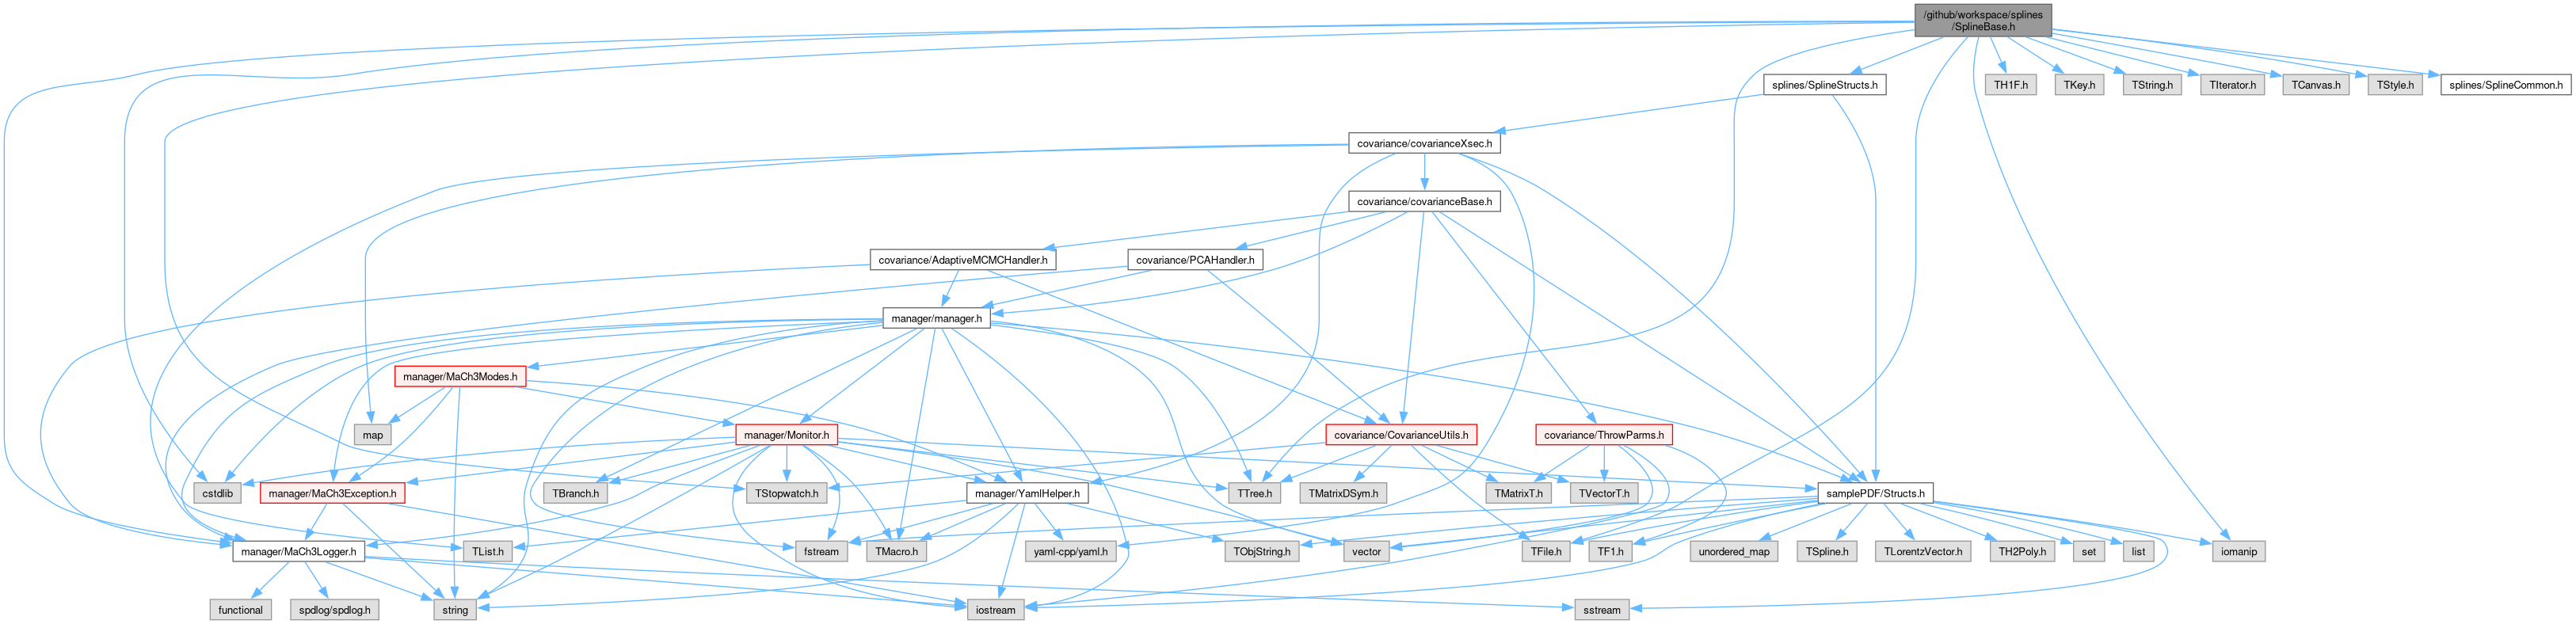 /github/workspace/splines
/SplineBase.h
splines/SplineStructs.h
TH1F.h
TKey.h
TString.h
TIterator.h
TCanvas.h
TStyle.h
splines/SplineCommon.h
covariance/covarianceXsec.h
covariance/covarianceBase.h
covariance/AdaptiveMCMCHandler.h
covariance/PCAHandler.h
manager/manager.h
manager/MaCh3Modes.h
map
manager/Monitor.h
covariance/CovarianceUtils.h
covariance/ThrowParms.h
cstdlib
manager/MaCh3Exception.h
TBranch.h
TStopwatch.h
manager/YamlHelper.h
TTree.h
TMatrixDSym.h
TMatrixT.h
TVectorT.h
samplePDF/Structs.h
manager/MaCh3Logger.h
TList.h
fstream
TMacro.h
yaml-cpp/yaml.h
TObjString.h
vector
TFile.h
TF1.h
unordered_map
TSpline.h
TLorentzVector.h
TH2Poly.h
set
list
iomanip
functional
spdlog/spdlog.h
string
iostream
sstream